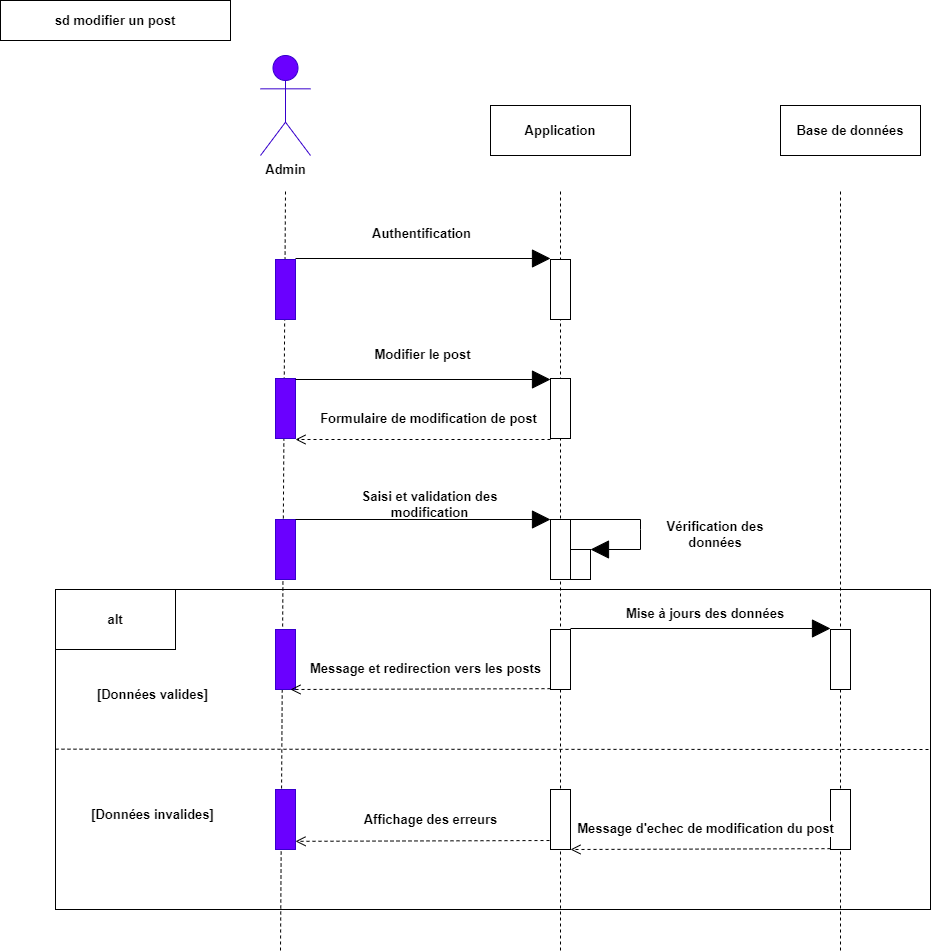 sd modifier un post
Admin
Application
Base de données
Authentification
Modifier le post
Formulaire de modification de post
Saisi et validation des
modification
Vérification des
données
alt
Mise à jours des données
Message et redirection vers les posts
[Données valides]
[Données invalides]
Affichage des erreurs
Message d'echec de modification du post